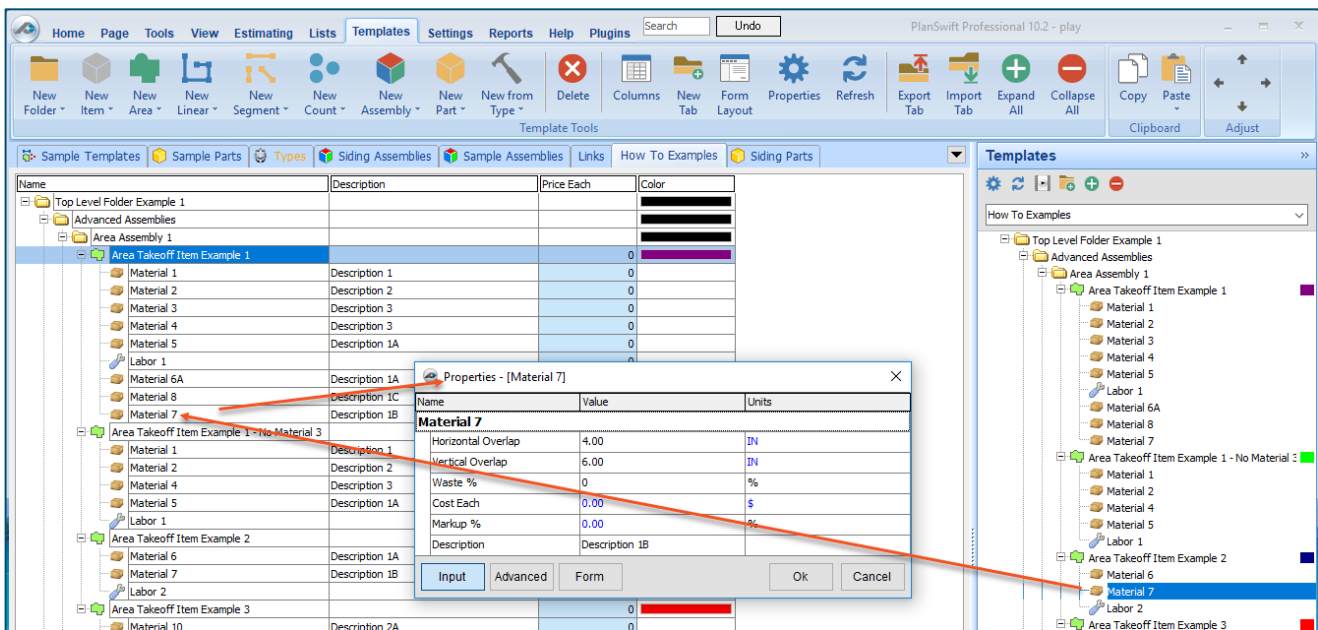 Home Page Tools View Estimating Lists Templates Settings Reports Help Plugins Search Undo PlanSwift Professional 10.2 - play
New Folder New Item New Area New Linear New Segment New Count New Assembly New Part New from Type Delete Columns New Tab Form Layout Properties Refresh Export Tab Import Tab Expand All Collapse All Copy Paste
Template Tools Clipboard Adjust
Sample Templates Sample Parts Types Siding Assemblies Sample Assemblies Links How To Examples Siding Parts
Name Description Price Each Color
Top Level Folder Example 1
Advanced Assemblies
Area Assembly 1
Area Takeoff Item Example 1 0
Material 1 Description 1 0
Material 2 Description 2 0
Material 3 Description 3 0
Material 4 Description 3 0
Material 5 Description 1A 0
Labor 1
Material 6A Description 1A
Material 8 Description 1C
Material 7 Description 1B
Area Takeoff Item Example 1 - No Material 3
Material 1 Description 1
Material 2 Description 2
Material 4 Description 3
Material 5 Description 1A
Labor 1
Area Takeoff Item Example 2
Material 6 Description 1A
Material 7 Description 1B
Labor 2
Area Takeoff Item Example 3 0
Material 10 Description 2A 0
Properties - [Material 7]
Name Value Units
Material 7
Horizontal Overlap 4.00 IN
Vertical Overlap 6.00 IN
Waste % 0 %
Cost Each 0.00 $
Markup % 0.00 %
Description Description 1B
Input Advanced Form Ok Cancel
Templates
How To Examples
Top Level Folder Example 1
Advanced Assemblies
Area Assembly 1
Area Takeoff Item Example 1
Material 1
Material 2
Material 3
Material 4
Material 5
Labor 1
Material 6A
Material 8
Material 7
Area Takeoff Item Example 1 - No Material 3
Material 1
Material 2
Material 4
Material 5
Labor 1
Area Takeoff Item Example 2
Material 6
Material 7
Labor 2
Area Takeoff Item Example 3